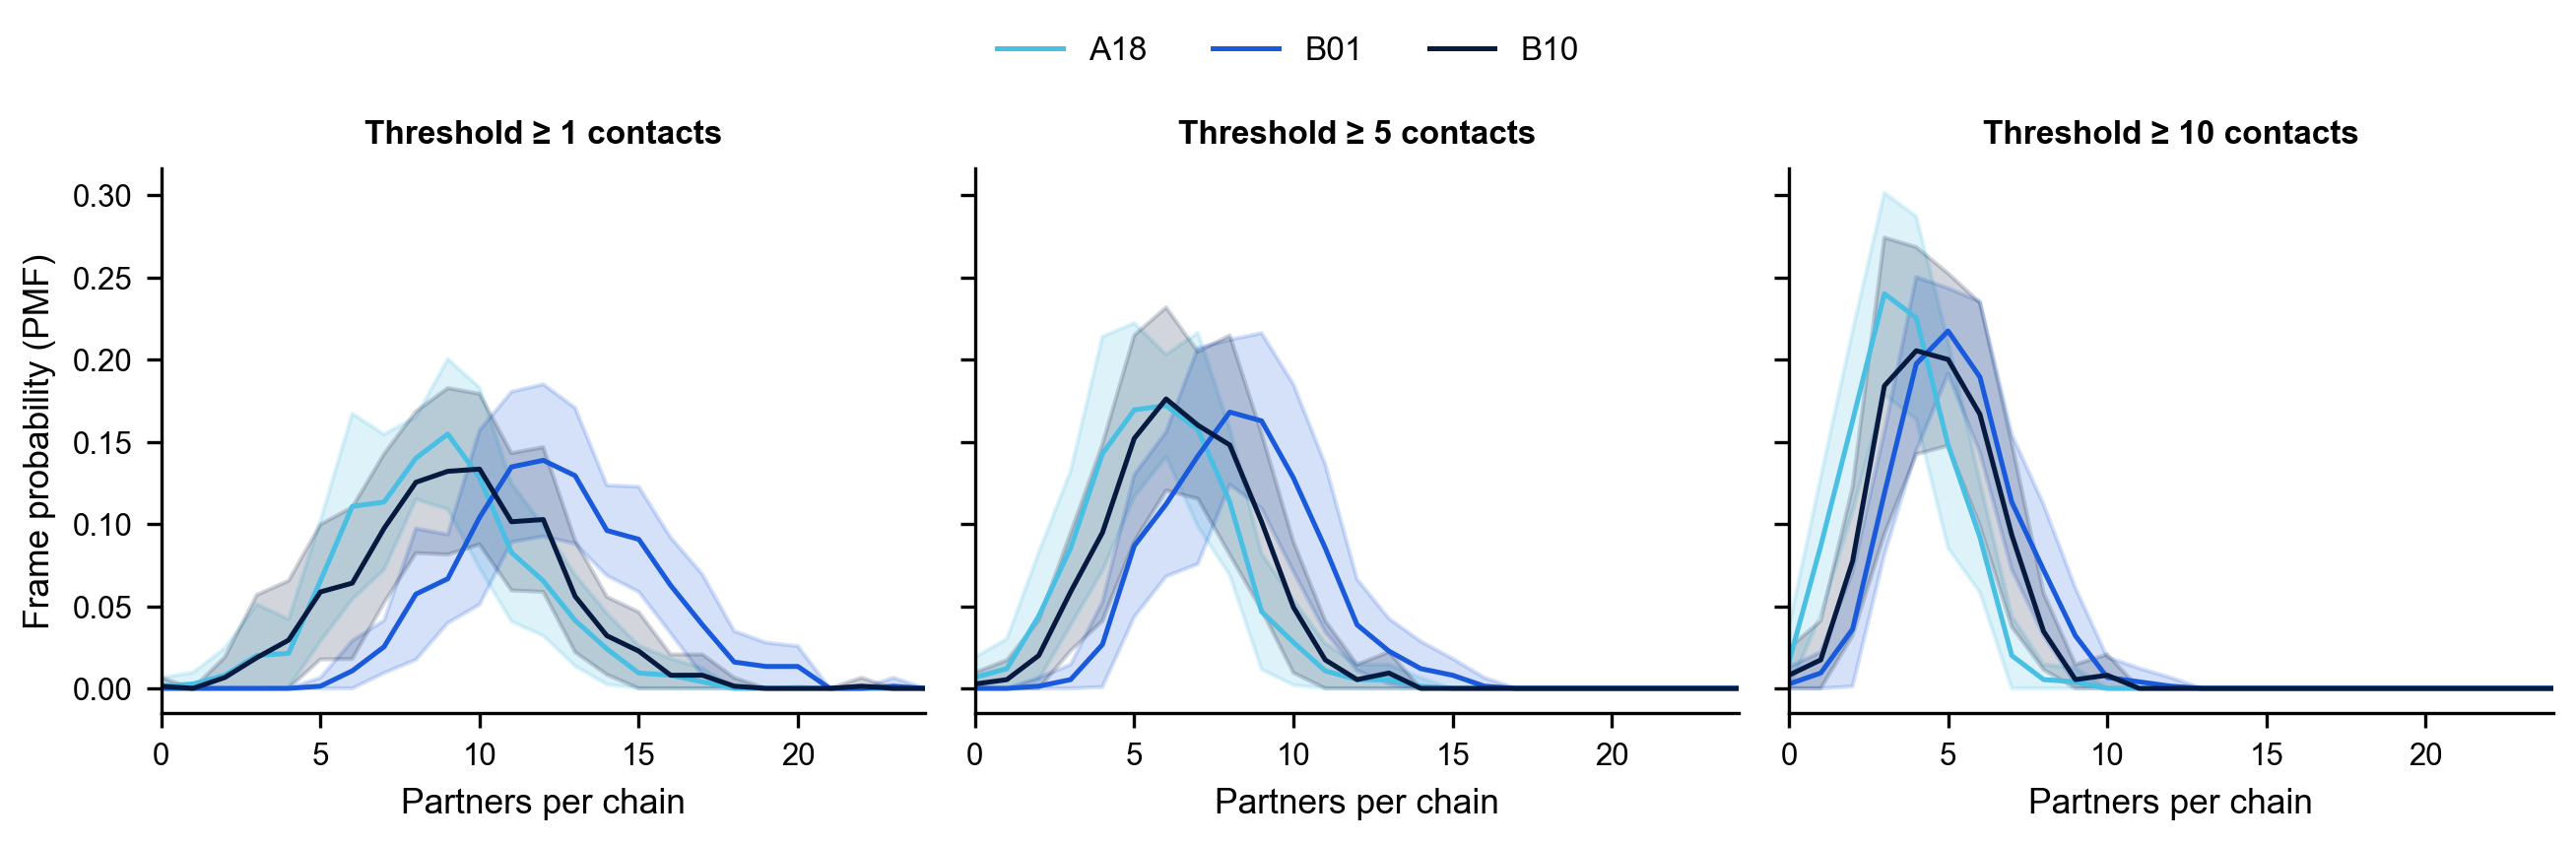 A18 B01 B10
Threshold ≥ 1 contacts Threshold ≥ 5 contacts Threshold ≥ 10 contacts
Frame probability (PMF)
0.30
0.25
0.20
0.15
0.10
0.05
0.00
0 5 10 15 20 0 5 10 15 20 0 5 10 15 20
Partners per chain Partners per chain Partners per chain